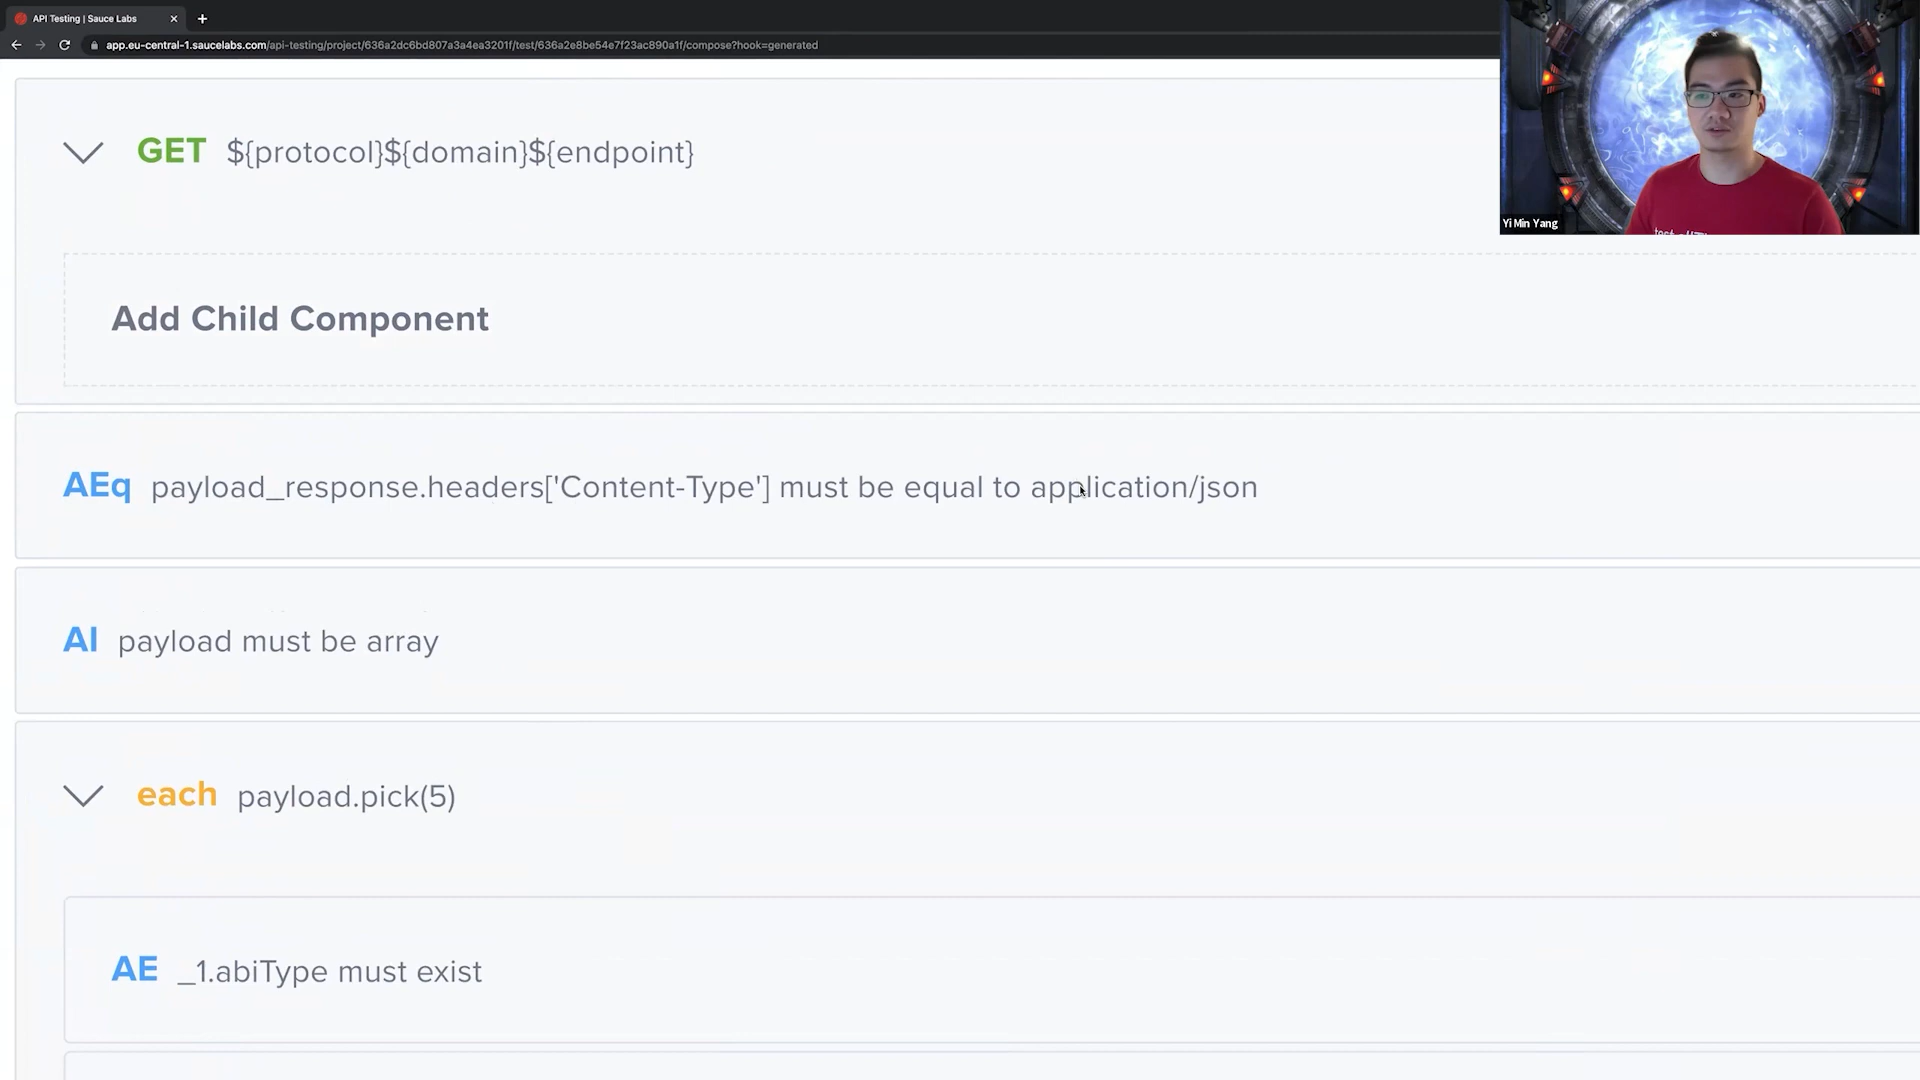 API Testing | Sauce Labs
app.eu-central-1.saucelabs.com/api-testing/project/636a2dc6bd807a3a4ea3201f/test/636a2e8be54e7f23ac890a1f/compose?hook=generated
Yi Min Yang
GET ${protocol}${domain}${endpoint}
Add Child Component
AEq payload_response.headers['Content-Type'] must be equal to application/json
AI payload must be array
each payload.pick(5)
AE _1.abiType must exist